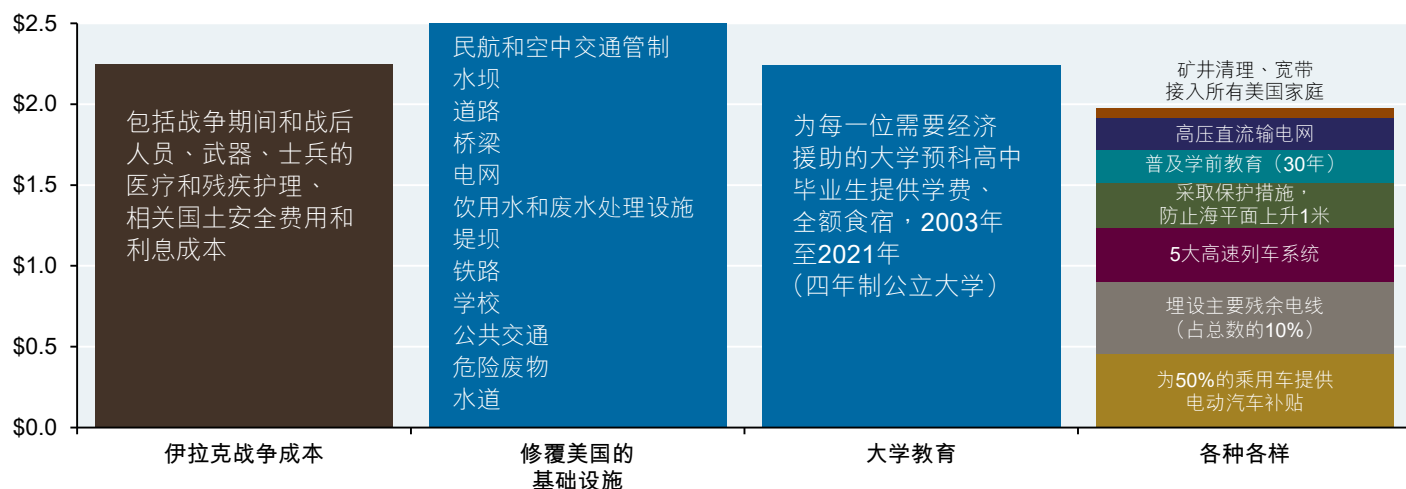 $2.5
$2.0
$1.5
$1.0
$0.5
$0.0
包括战争期间和战后
人员、武器、士兵的
医疗和残疾护理、
相关国土安全费用和
利息成本
民航和空中交通管制
水坝
道路
桥梁
电网
饮用水和废水处理设施
堤坝
铁路
学校
公共交通
危险废物
水道
为每一位需要经济
援助的大学预科高中
毕业生提供学费、
全额食宿，2003年
至2021年
（四年制公立大学）
矿井清理、宽带
接入所有美国家庭
高压直流输电网
普及学前教育（30年）
采取保护措施，
防止海平面上升1米
5大高速列车系统
埋设主要残余电线
（占总数的10%）
为50%的乘用车提供
电动汽车补贴
伊拉克战争成本
修覆美国的
基础设施
大学教育
各种各样